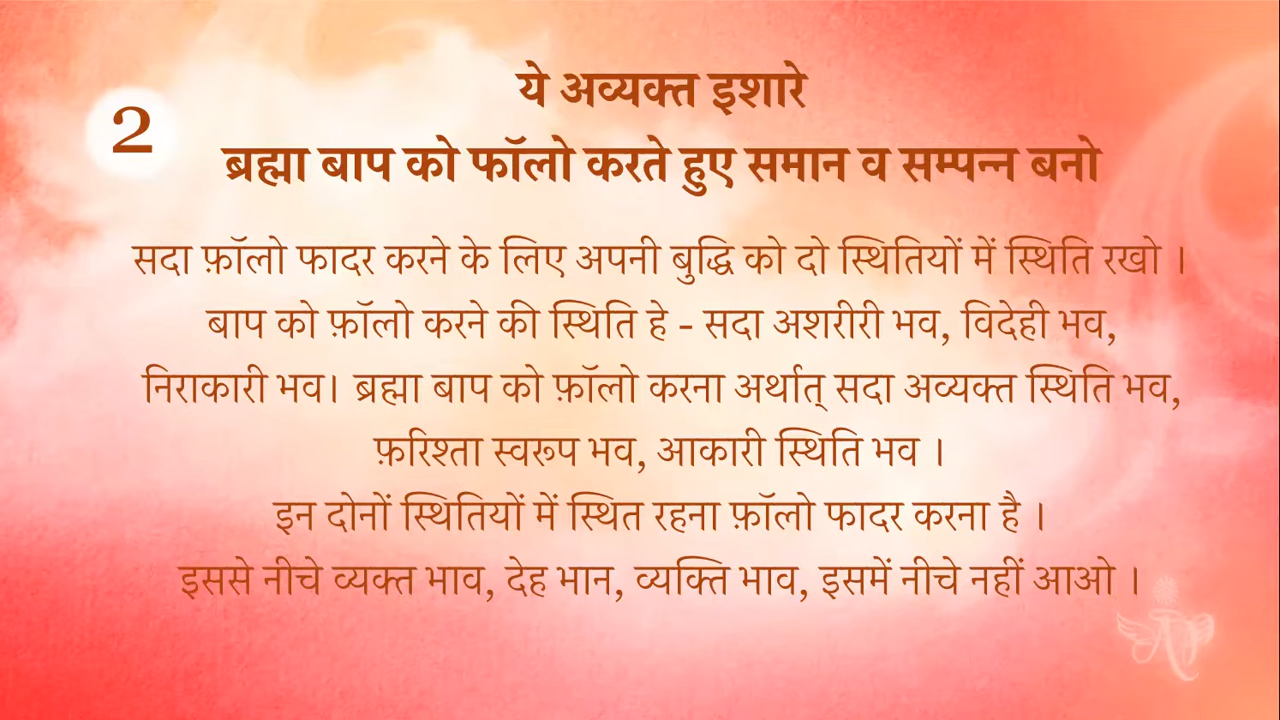 2
ये अव्यक्त इशारे
ब्रह्मा बाप को फॉलो करते हुए समान व सम्पन्न बनो
सदा फ़ॉलो फादर करने के लिए अपनी बुद्धि को दो स्थितियों में स्थिति रखो ।
बाप को फ़ॉलो करने की स्थिति हे - सदा अशरीरी भव, विदेही भव,
निराकारी भव। ब्रह्मा बाप को फ़ॉलो करना अर्थात् सदा अव्यक्त स्थिति भव,
फ़रिश्ता स्वरूप भव, आकारी स्थिति भव ।
इन दोनों स्थितियों में स्थित रहना फ़ॉलो फादर करना है ।
इससे नीचे व्यक्त भाव, देह भान, व्यक्ति भाव, इसमें नीचे नहीं आओ ।